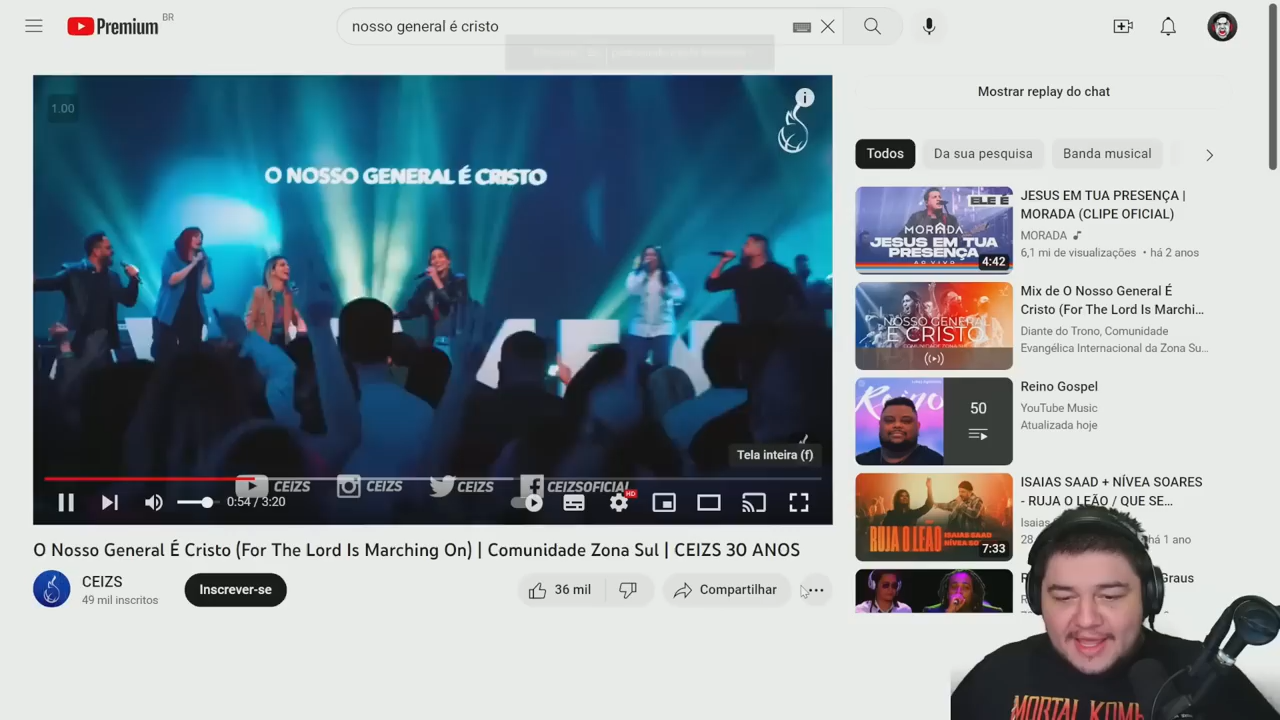 Premium BR
nosso general é cristo
1.00
O NOSSO GENERAL É CRISTO
Tela inteira (f)
CEIZS
CEIZS
CEIZS
CEIZSOFICIAL
0:54 / 3:20
HD
O Nosso General É Cristo (For The Lord Is Marching On) | Comunidade Zona Sul | CEIZS 30 ANOS
CEIZS
49 mil inscritos
Inscrever-se
36 mil
Compartilhar
Mostrar replay do chat
Todos
Da sua pesquisa
Banda musical
MORADA
JESUS EM TUA
PRESENÇA
4:42
JESUS EM TUA PRESENÇA |
MORADA (CLIPE OFICIAL)
MORADA
6,1 mi de visualizações • há 2 anos
NOSSO GENERAL
É CRISTO
Mix de O Nosso General É
Cristo (For The Lord Is Marchi...
Diante do Trono, Comunidade
Evangélica Internacional da Zona Su...
50
Reino Gospel
YouTube Music
Atualizada hoje
RUJA O LEÃO
7:33
ISAIAS SAAD + NÍVEA SOARES
- RUJA O LEÃO / QUE SE...
Isaias
28
há 1 ano
Graus
MORTAL KOMB